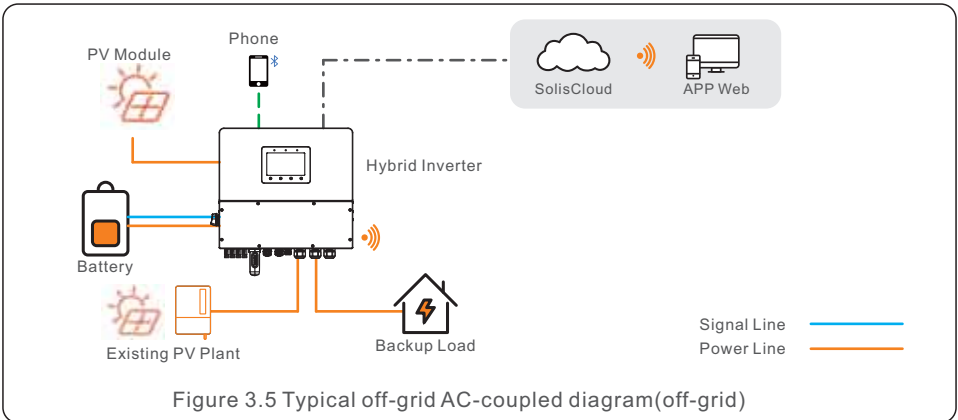 Phone
PV Module
SolisCloud
APP Web
Hybrid Inverter
Battery
Existing PV Plant
Backup Load
Signal Line
Power Line
Figure 3.5 Typical off-grid AC-coupled diagram(off-grid)